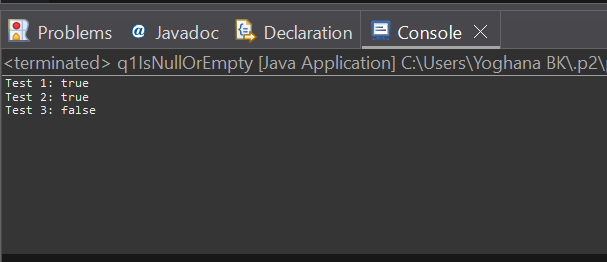 Problems @ Javadoc Declaration Console
<terminated> q1IsNullOrEmpty [Java Application] C:\Users\Yoghana BK\.p2\
Test 1: true
Test 2: true
Test 3: false